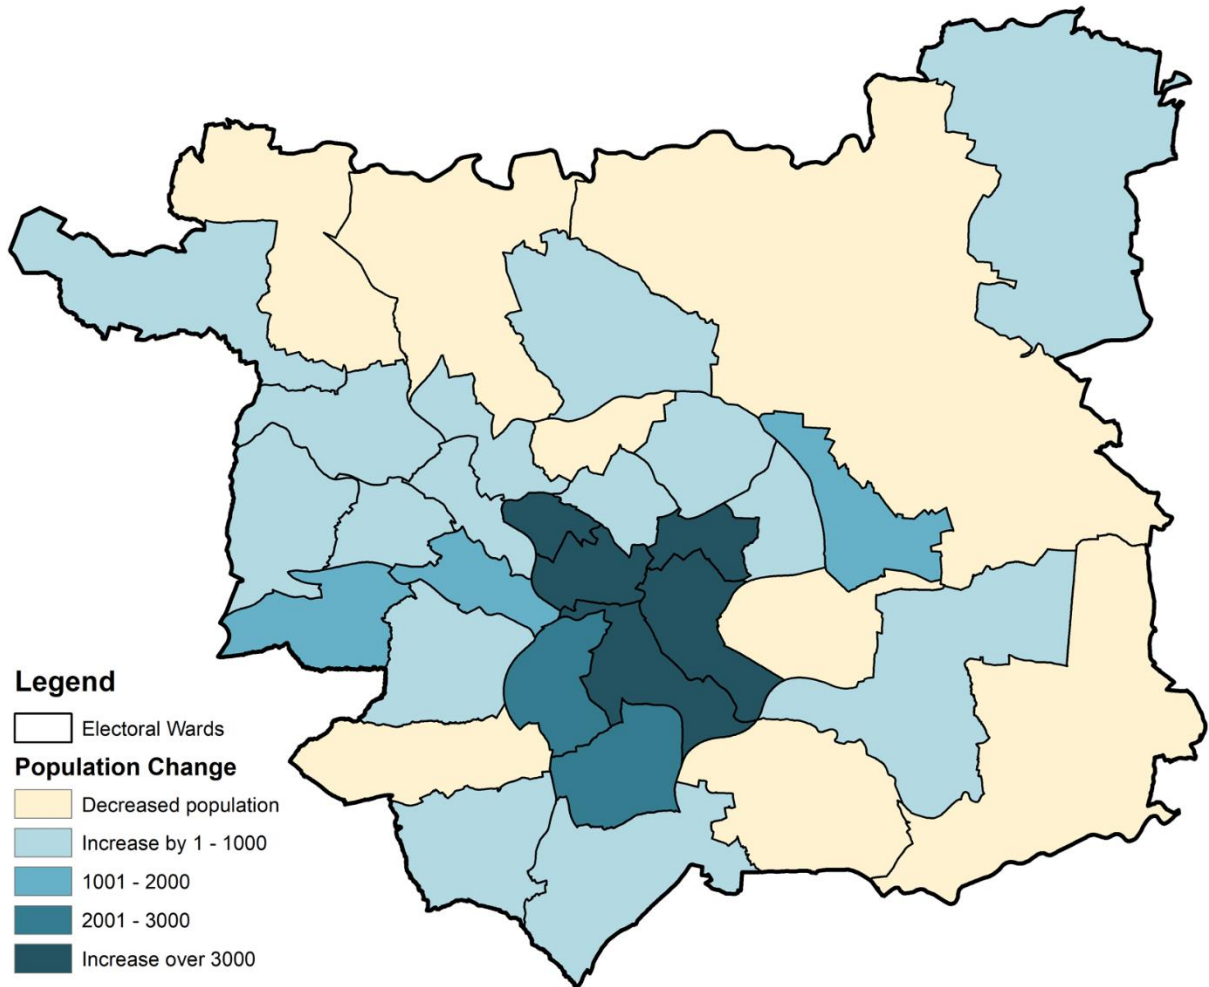 Legend
Electoral Wards
Population Change
Decreased population
Increase by 1 - 1000
1001 - 2000
2001 - 3000
Increase over 3000